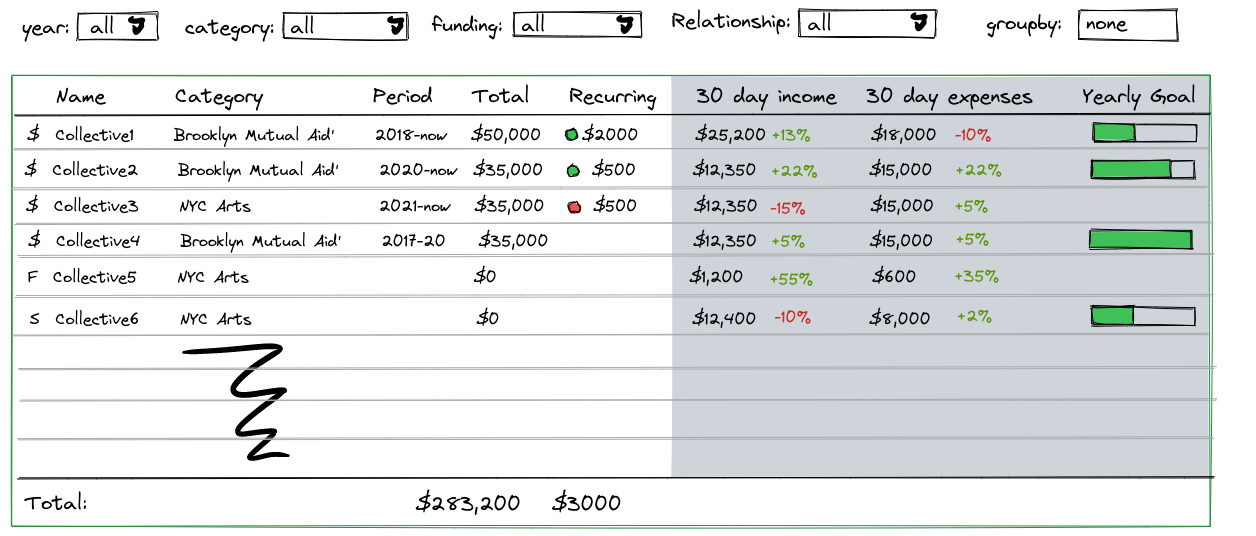 year: all category: all funding: all Relationship: all groupby: none
Name Category Period Total Recurring 30 day income 30 day expenses Yearly Goal
$ Collective1 Brooklyn Mutual Aid' 2018-now $50,000 $2000 $25,200 +13% $18,000 -10%
$ Collective2 Brooklyn Mutual Aid' 2020-now $35,000 $500 $12,350 +22% $15,000 +22%
$ Collective3 NYC Arts 2021-now $35,000 $500 $12,350 -15% $15,000 +5%
$ Collective4 Brooklyn Mutual Aid' 2017-20 $35,000 $12,350 +5% $15,000 +5%
F Collective5 NYC Arts $0 $1,200 +55% $600 +35%
S Collective6 NYC Arts $0 $12,400 -10% $8,000 +2%
Total: $283,200 $3000